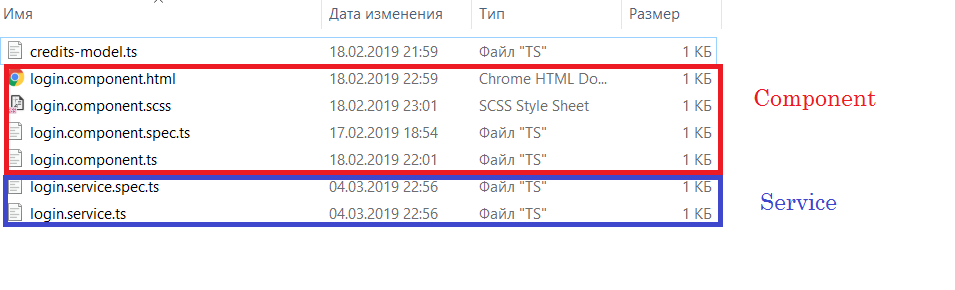 Имя Дата изменения Тип Размер
credits-model.ts 18.02.2019 21:59 Файл "TS" 1 КБ
login.component.html 18.02.2019 22:59 Chrome HTML Do... 1 КБ
login.component.scss 18.02.2019 23:01 SCSS Style Sheet 1 КБ
Component
login.component.spec.ts 17.02.2019 18:54 Файл "TS" 1 КБ
login.component.ts 18.02.2019 22:01 Файл "TS" 1 КБ
login.service.spec.ts 04.03.2019 22:56 Файл "TS" 1 КБ
Service
login.service.ts 04.03.2019 22:56 Файл "TS" 1 КБ